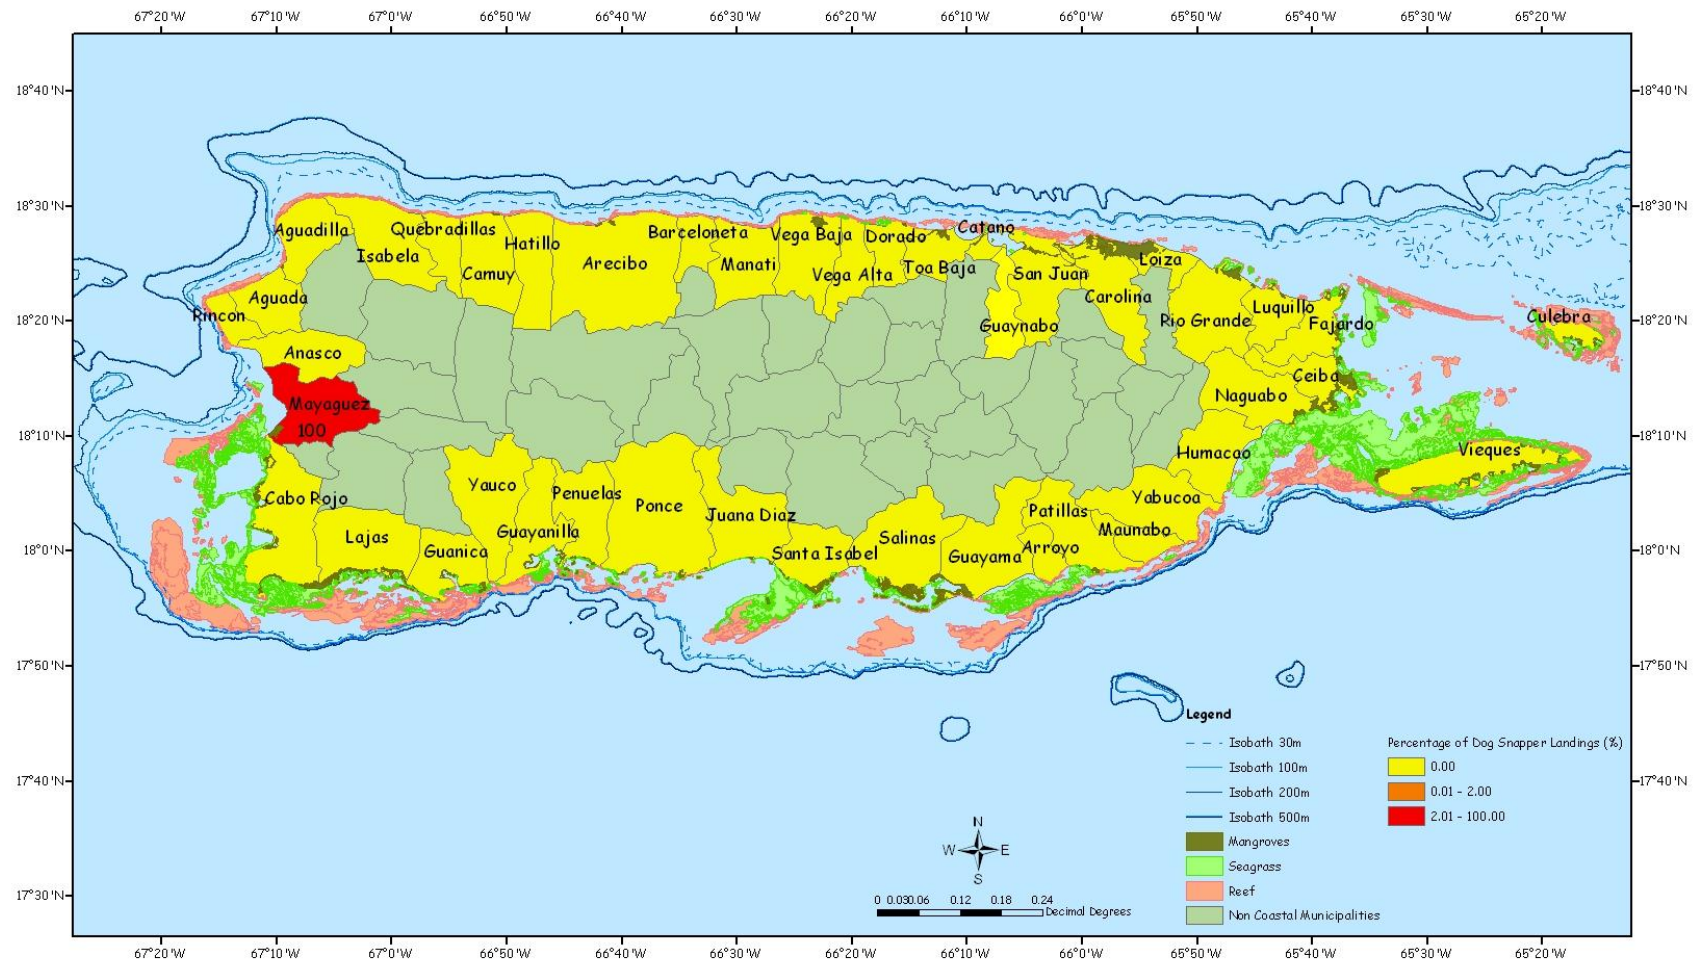 67°20'W 67°10'W 67°0'W 66°50'W 66°40'W 66°30'W 66°20'W 66°10'W 66°0'W 65°50'W 65°40'W 65°30'W 65°20'W
18°40'N 18°40'N
18°30'N 18°30'N
Aguadilla Quebradillas Barceloneta Vega Baja Dorado Catano
Isabela Hatillo
Camuy Arecibo Manati Vega Alta Toa Baja San Juan Loiza
Aguada Carolina
Rincon Guaynabo Rio Grande Luquillo Fajardo Culebra
18°20'N 18°20'N
Anasco
Ceiba
Mayaguez Naguabo
100
18°10'N 18°10'N
Humacao Vieques
Cabo Rojo Yauco Penuelas Ponce Juana Diaz Patillas Yabucoa
Lajas Guanica Guayanilla Santa Isabel Salinas Guayama Arroyo Maunabo
18°0'N 18°0'N
17°50'N 17°50'N
Legend
Isobath 30m
Isobath 100m
Isobath 200m
Isobath 500m
Mangroves
Seagrass
Reef
Non Coastal Municipalities
Percentage of Dog Snapper Landings (%)
0.00
0.01 - 2.00
2.01 - 100.00
17°40'N 17°40'N
N
W E
S
0 0.030.06 0.12 0.18 0.24
Decimal Degrees
17°30'N 17°30'N
67°20'W 67°10'W 67°0'W 66°50'W 66°40'W 66°30'W 66°20'W 66°10'W 66°0'W 65°50'W 65°40'W 65°30'W 65°20'W